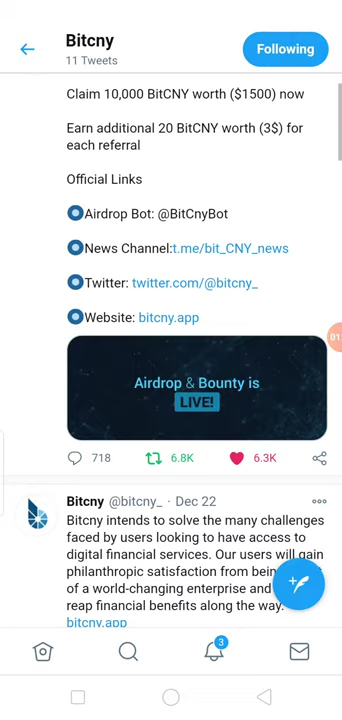 Bitcny
11 Tweets
Following
Claim 10,000 BitCNY worth ($1500) now
Earn additional 20 BitCNY worth (3$) for
each referral
Official Links
Airdrop Bot: @BitCnyBot
News Channel:t.me/bit_CNY_news
Twitter: twitter.com/@bitcny_
Website: bitcny.app
Airdrop & Bounty is
LIVE!
718 6.8K 6.3K
Bitcny @bitcny_ · Dec 22
Bitcny intends to solve the many challenges
faced by users looking to have access to
digital financial services. Our users will gain
philanthropic satisfaction from
of a world-changing enterprise and
reap financial benefits along the way.
bitcny.app
3